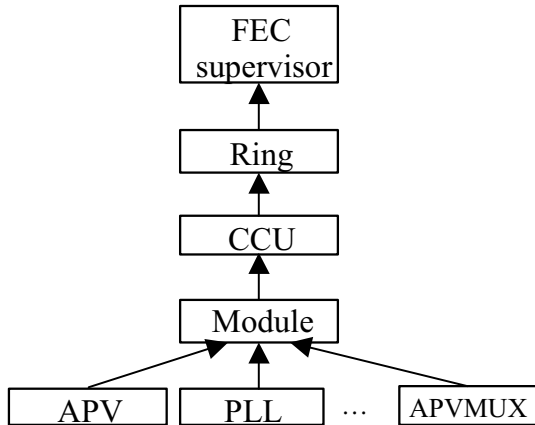 FEC
supervisor
Ring
CCU
Module
APV PLL ... APVMUX